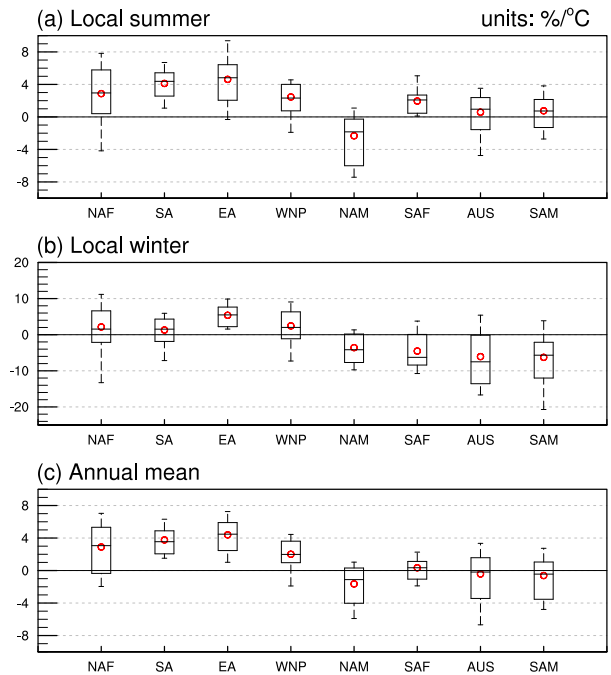 (a) Local summer units: %/°C
8
4
0
-4
-8
NAF SA EA WNP NAM SAF AUS SAM
(b) Local winter
20
10
0
-10
-20
NAF SA EA WNP NAM SAF AUS SAM
(c) Annual mean
8
4
0
-4
-8
NAF SA EA WNP NAM SAF AUS SAM